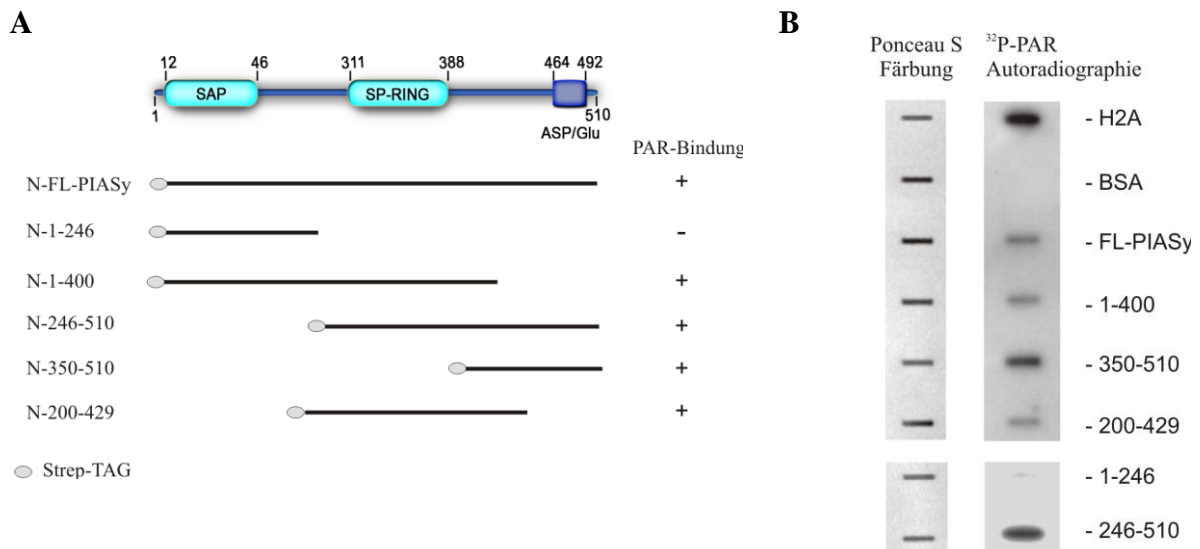 A
12 46 311 388 464 492
SAP SP-RING
1 510
ASP/Glu
PAR-Bindung
N-FL-PIASy +
N-1-246 -
N-1-400 +
N-246-510 +
N-350-510 +
N-200-429 +
Strep-TAG
B
Ponceau S
Färbung
³²P-PAR
Autoradiographie
- H2A
- BSA
- FL-PIASy
- 1-400
- 350-510
- 200-429
- 1-246
- 246-510